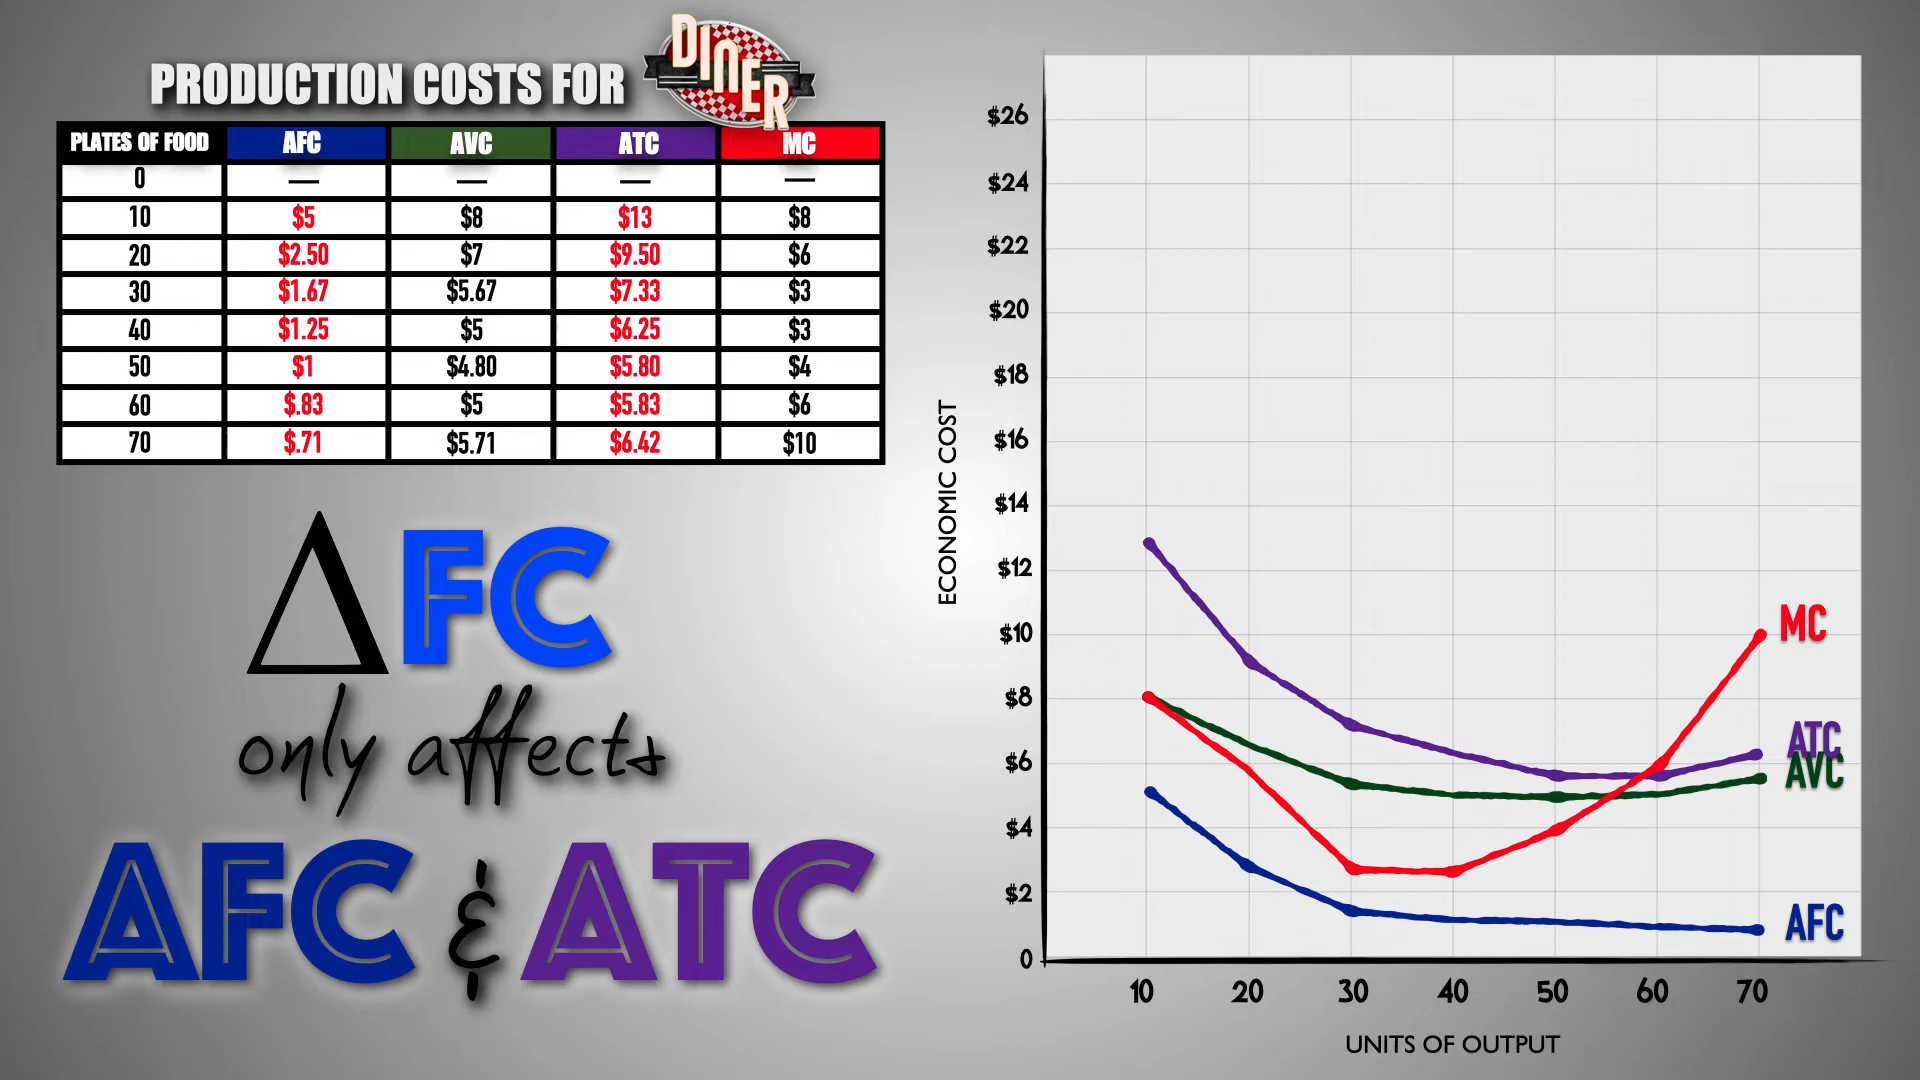 PRODUCTION COSTS FOR DINER
PLATES OF FOOD AFC AVC ATC MC
0 — — — —
10 $5 $8 $13 $8
20 $2.50 $7 $9.50 $6
30 $1.67 $5.67 $7.33 $3
40 $1.25 $5 $6.25 $3
50 $1 $4.80 $5.80 $4
60 $.83 $5 $5.83 $6
70 $.71 $5.71 $6.42 $10
Δ FC
only affects
AFC & ATC
ECONOMIC COST
$26
$24
$22
$20
$18
$16
$14
$12
$10
$8
$6
$4
$2
0
MC
ATC
AVC
AFC
10 20 30 40 50 60 70
UNITS OF OUTPUT